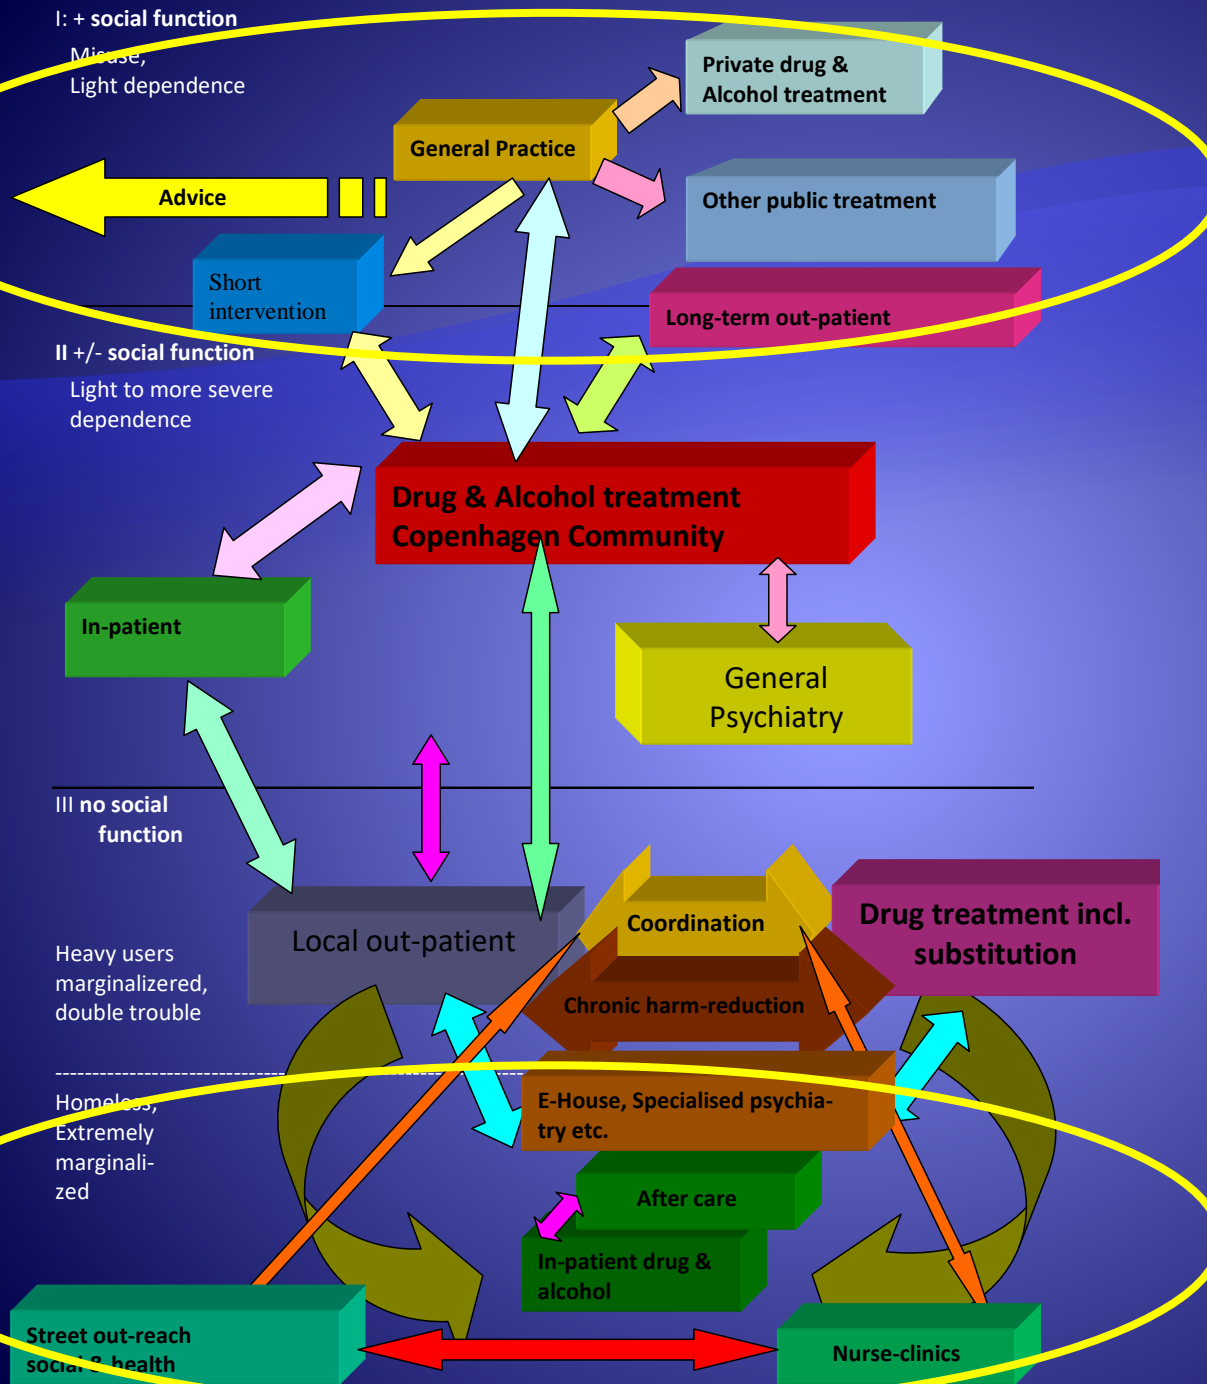 I: + social function
Misuse,
Light dependence
Private drug &
Alcohol treatment
General Practice
Advice
Other public treatment
Short
intervention
Long-term out-patient
II +/- social function
Light to more severe
dependence
Drug & Alcohol treatment
Copenhagen Community
In-patient
General
Psychiatry
III no social
function
Local out-patient
Coordination
Drug treatment incl.
substitution
Heavy users
marginalizered,
double trouble
Chronic harm-reduction
Homeless,
Extremely
marginali-
zed
E-House, Specialised psychia-
try etc.
After care
In-patient drug &
alcohol
Street out-reach
social & health
Nurse-clinics